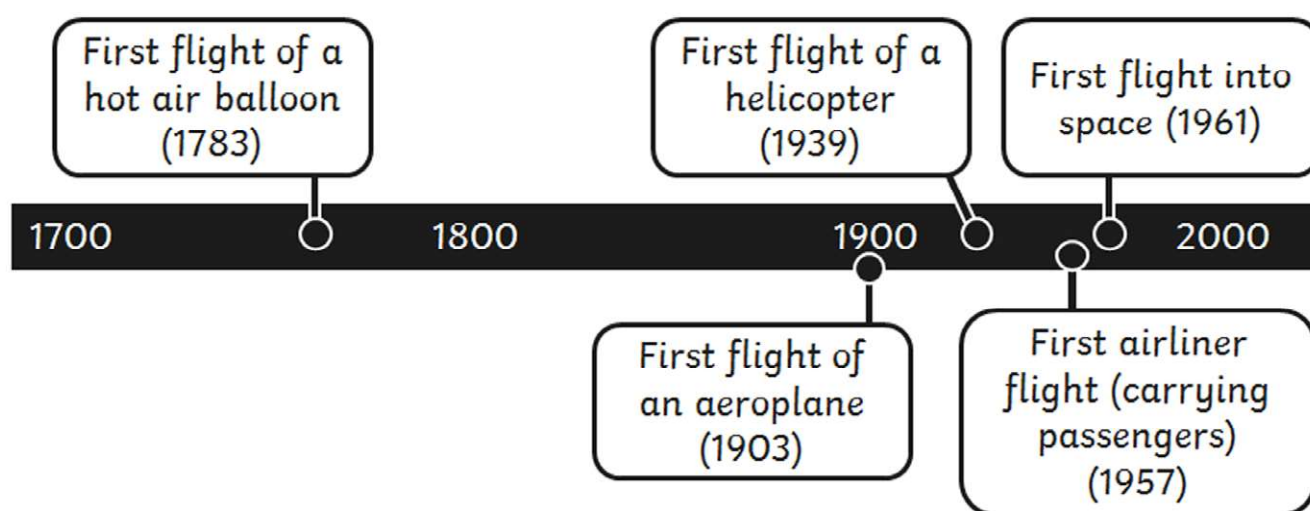 First flight of a
hot air balloon
(1783)
First flight of a
helicopter
(1939)
First flight into
space (1961)
1700
1800
1900
2000
First flight of
an aeroplane
(1903)
First airliner
flight (carrying
passengers)
(1957)